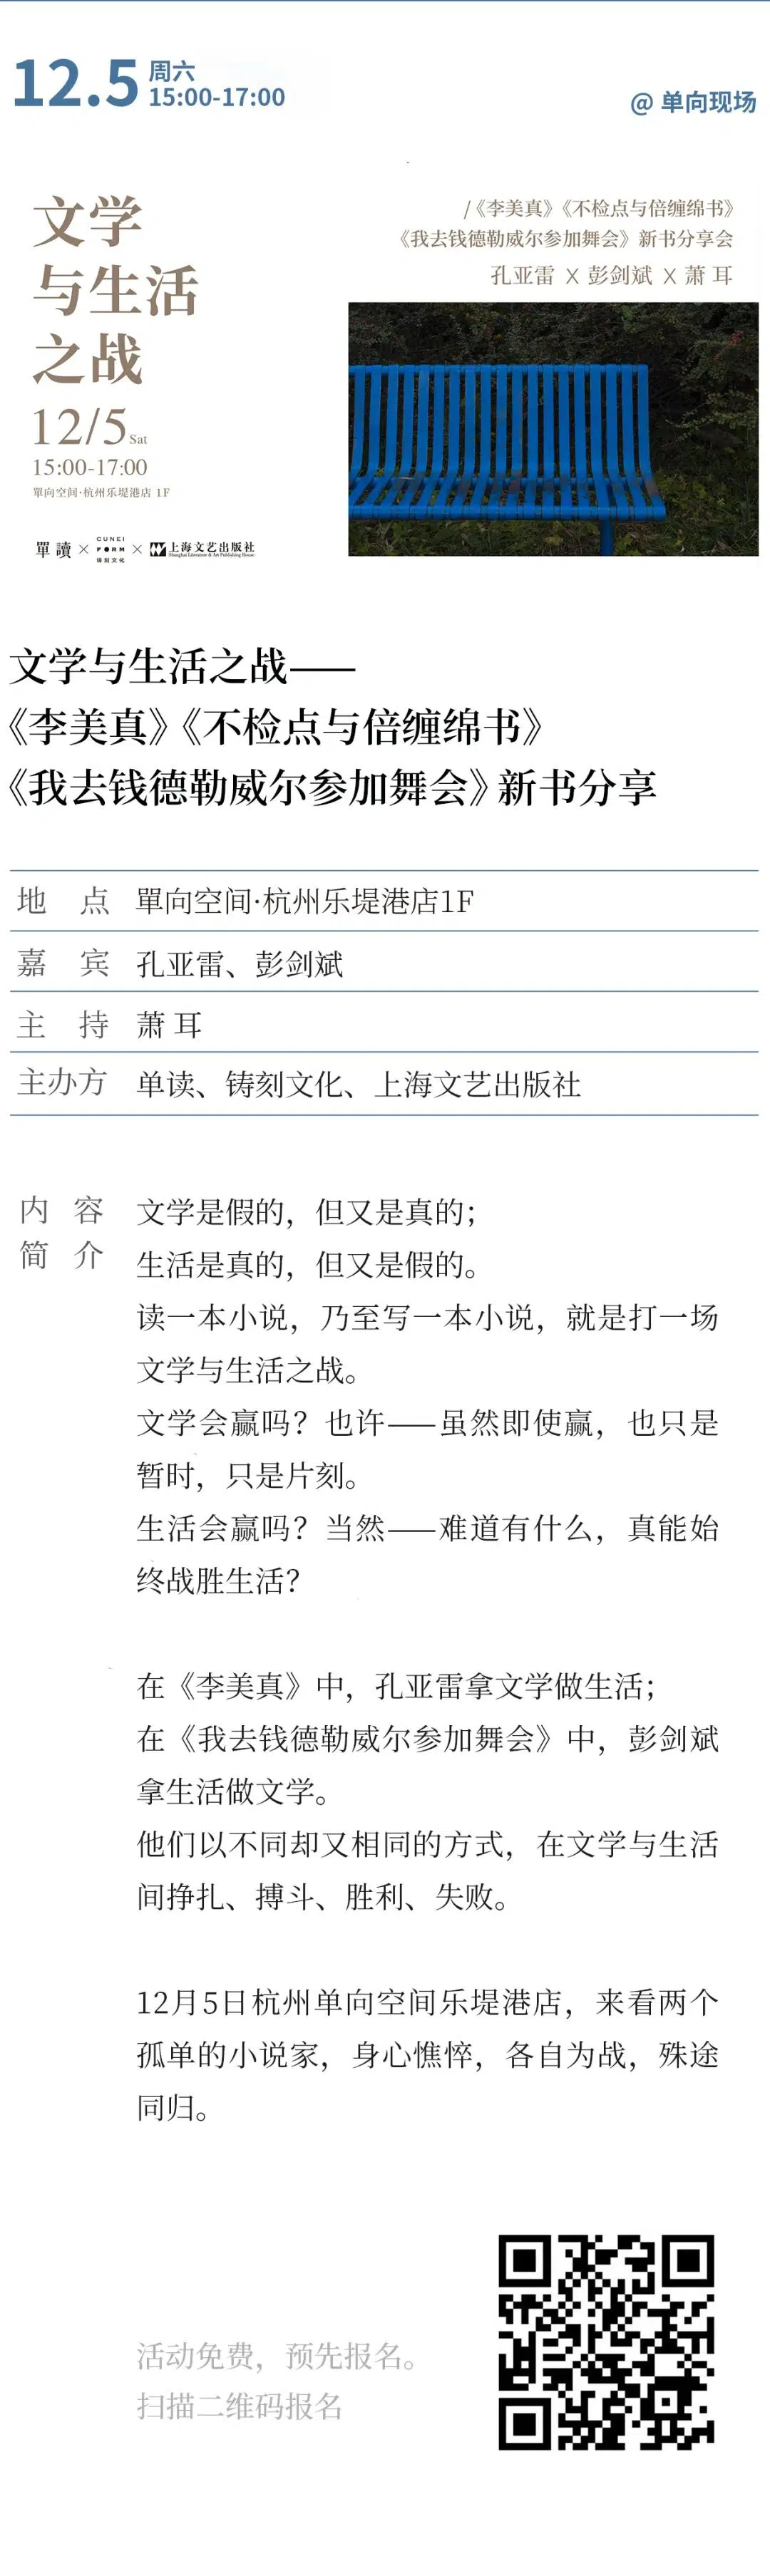 12.5 周六
15:00-17:00
@ 单向现场
文学
与生活
之战
12/5 Sat
15:00-17:00
單向空间·杭州乐堤港店 1F
單讀 × CUNEI FORM 铸刻文化 × 上海文艺出版社
Shanghai Literature & Art Publishing House
/《李美真》《不检点与倍缠绵书》
《我去钱德勒威尔参加舞会》新书分享会
孔亚雷 X 彭剑斌 X 萧 耳
文学与生活之战——
《李美真》《不检点与倍缠绵书》
《我去钱德勒威尔参加舞会》新书分享
地 点 單向空间·杭州乐堤港店1F
嘉 宾 孔亚雷、彭剑斌
主 持 萧 耳
主办方 单读、铸刻文化、上海文艺出版社
内 容
简 介
文学是假的，但又是真的；
生活是真的，但又是假的。
读一本小说，乃至写一本小说，就是打一场
文学与生活之战。
文学会赢吗？也许——虽然即使赢，也只是
暂时，只是片刻。
生活会赢吗？当然——难道有什么，真能始
终战胜生活？
在《李美真》中，孔亚雷拿文学做生活；
在《我去钱德勒威尔参加舞会》中，彭剑斌
拿生活做文学。
他们以不同却又相同的方式，在文学与生活
间挣扎、搏斗、胜利、失败。
12月5日杭州单向空间乐堤港店，来看两个
孤单的小说家，身心憔悴，各自为战，殊途
同归。
活动免费，预先报名。
扫描二维码报名